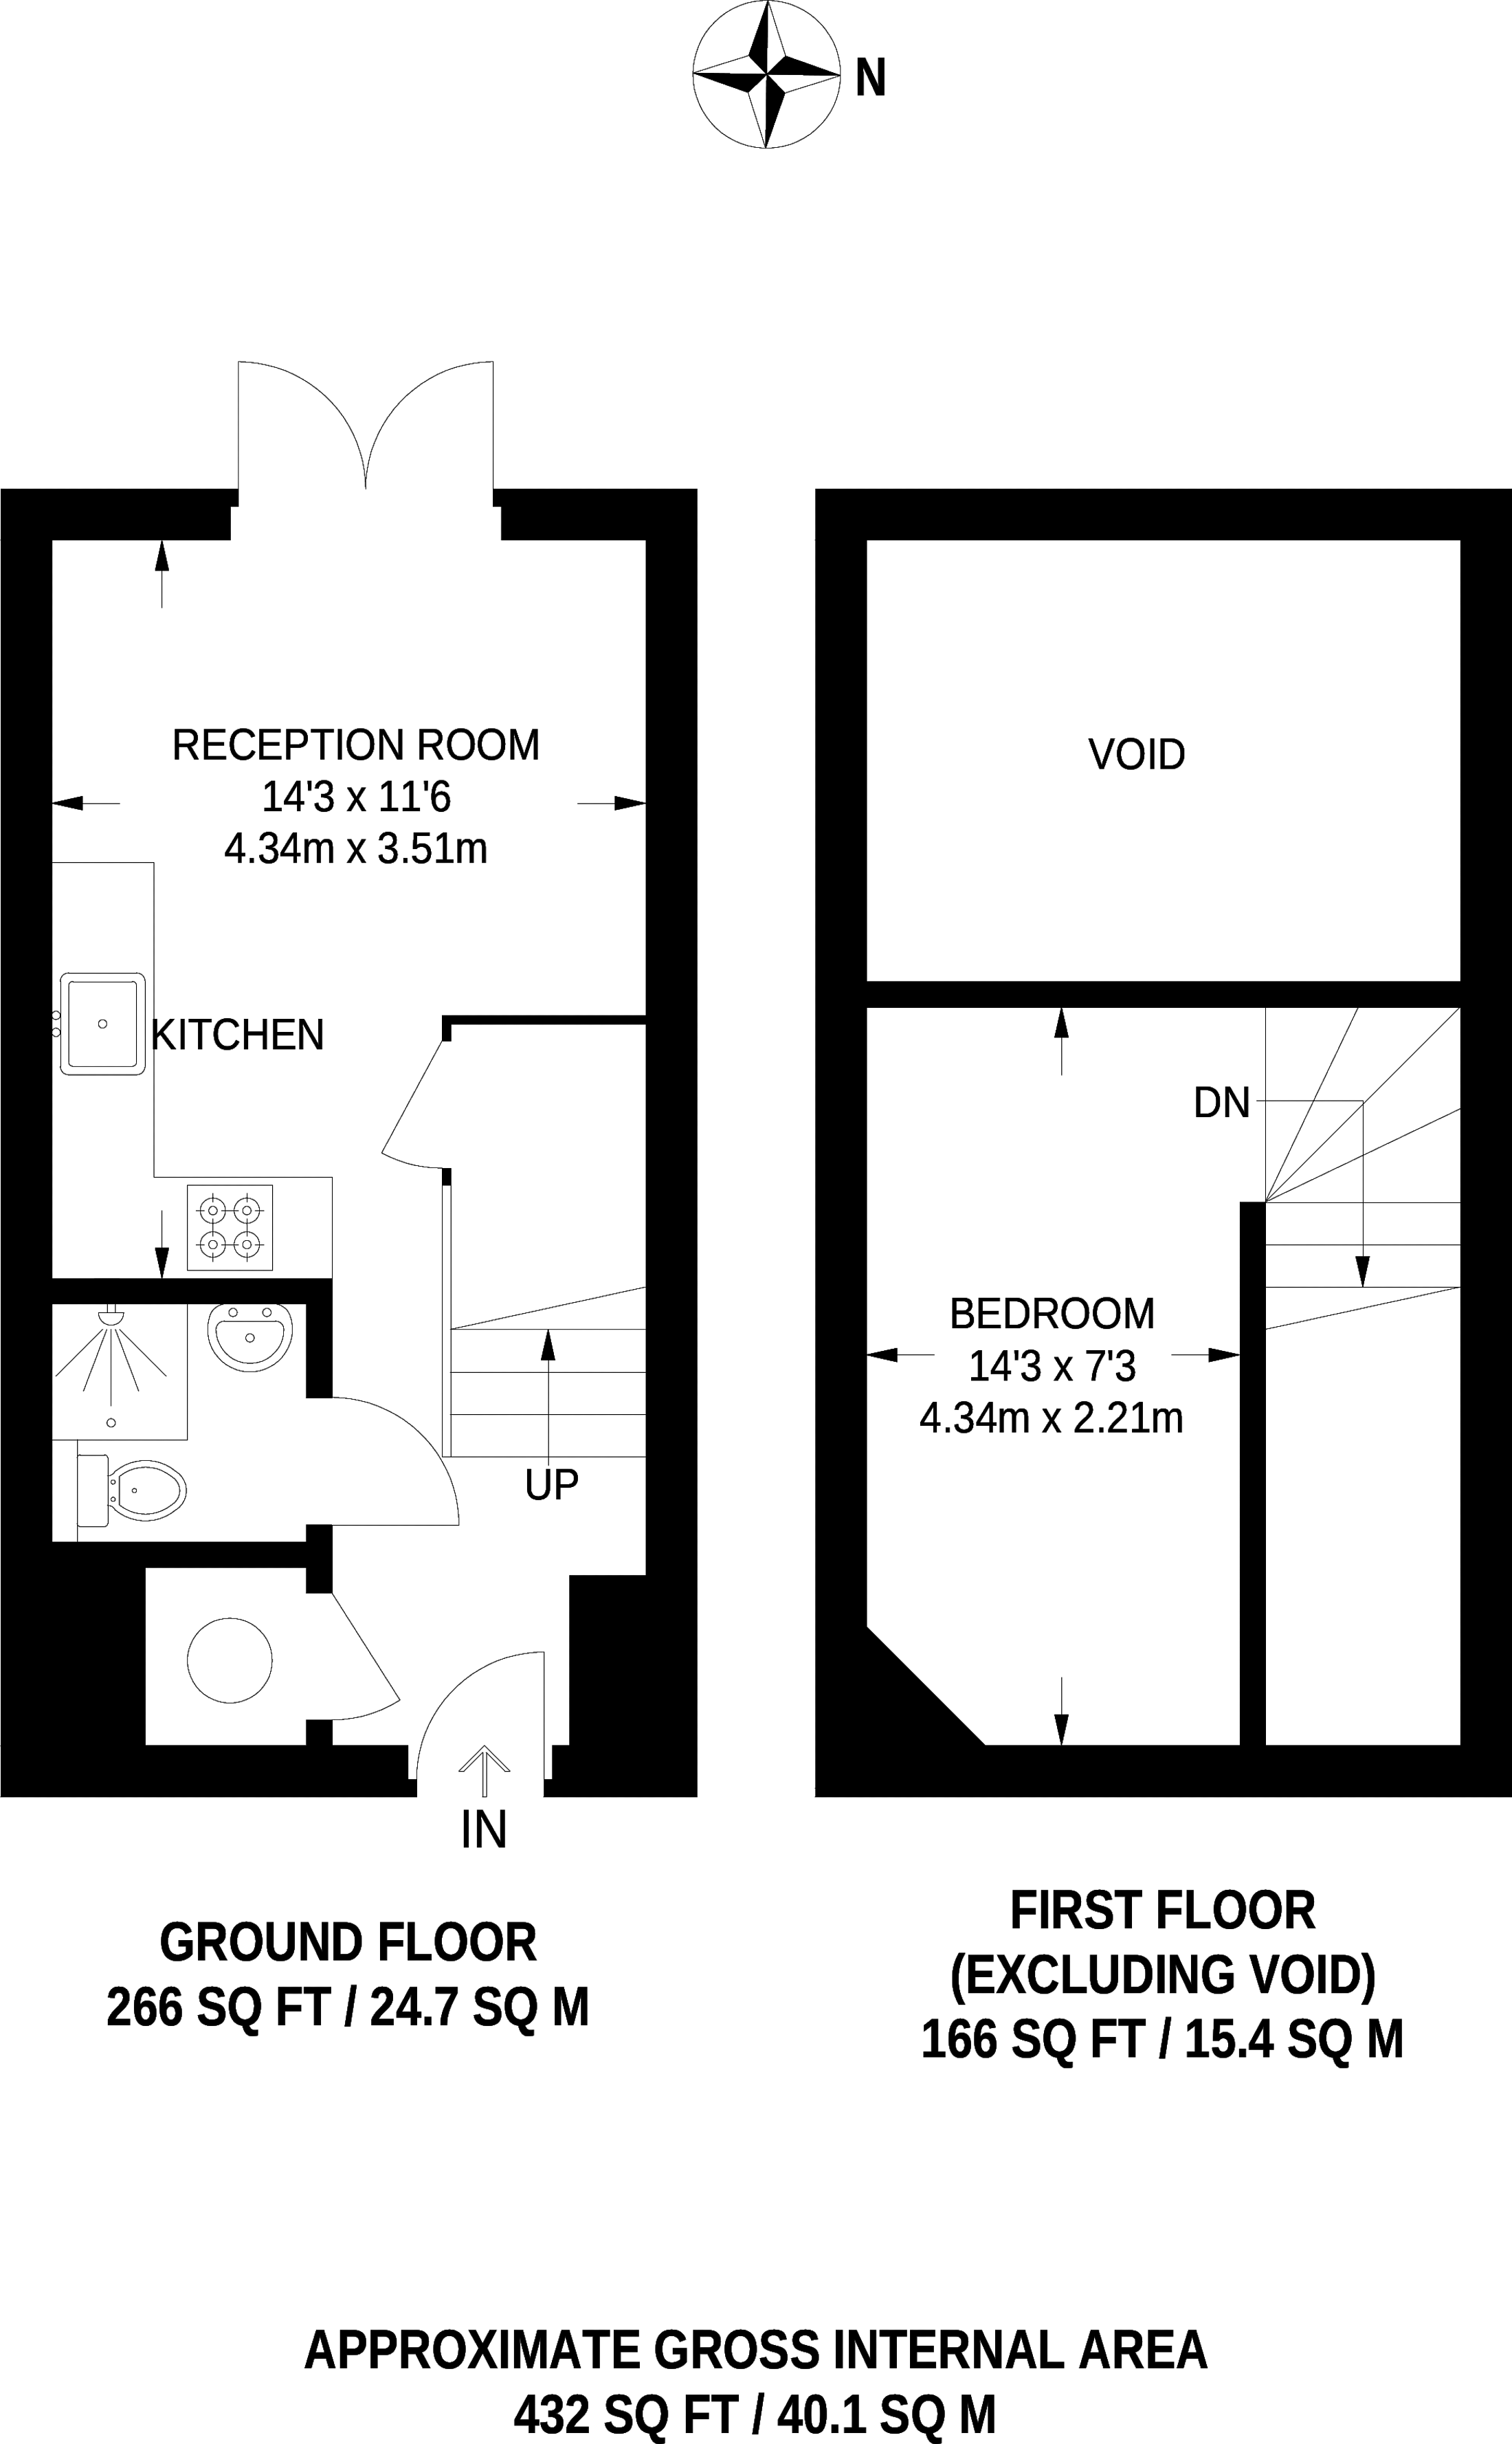 N
RECEPTION ROOM
14'3 x 11'6
4.34m x 3.51m
KITCHEN
UP
IN
VOID
DN
BEDROOM
14'3 x 7'3
4.34m x 2.21m
GROUND FLOOR
266 SQ FT / 24.7 SQ M
FIRST FLOOR
(EXCLUDING VOID)
166 SQ FT / 15.4 SQ M
APPROXIMATE GROSS INTERNAL AREA
432 SQ FT / 40.1 SQ M